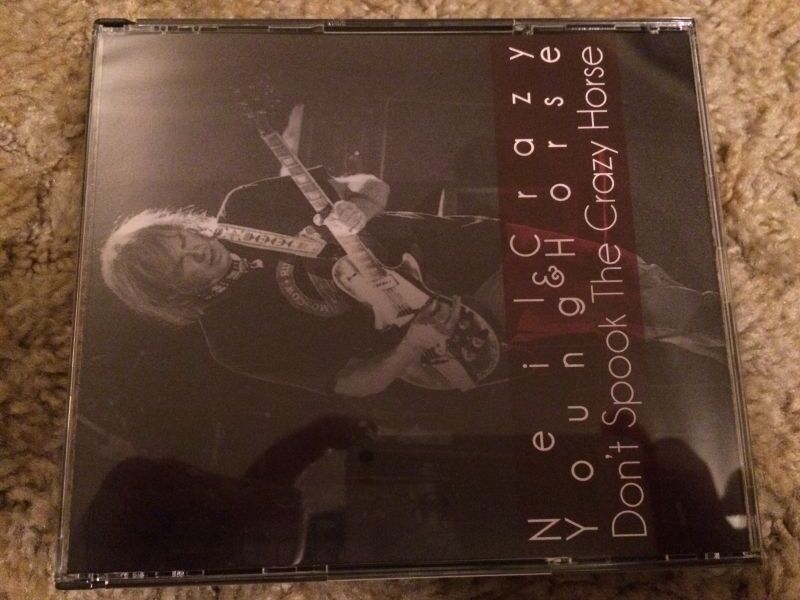 Neil Crazy
Young & Horse
Don't Spook The Crazy Horse